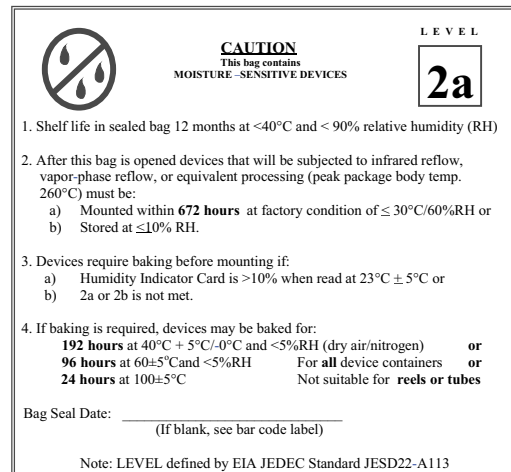 LEVEL
CAUTION
This bag contains
MOISTURE –SENSITIVE DEVICES
2a
1. Shelf life in sealed bag 12 months at <40°C and < 90% relative humidity (RH)
2. After this bag is opened devices that will be subjected to infrared reflow,
vapor-phase reflow, or equivalent processing (peak package body temp.
260°C) must be:
a) Mounted within 672 hours at factory condition of ≤ 30°C/60%RH or
b) Stored at ≤10% RH.
3. Devices require baking before mounting if:
a) Humidity Indicator Card is >10% when read at 23°C ± 5°C or
b) 2a or 2b is not met.
4. If baking is required, devices may be baked for:
192 hours at 40°C + 5°C/-0°C and <5%RH (dry air/nitrogen) or
96 hours at 60±5°Cand <5%RH For all device containers or
24 hours at 100±5°C Not suitable for reels or tubes
Bag Seal Date: ______________________________
(If blank, see bar code label)
Note: LEVEL defined by EIA JEDEC Standard JESD22-A113